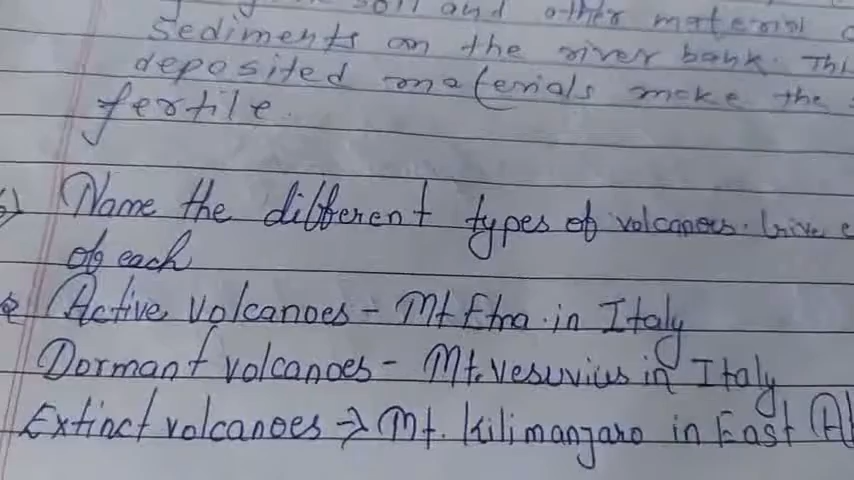 soil and other material
Sediments on the river bank. Thi
deposited materials make the
fertile.
Name the different types of volcanoes. Give e
of each
Active volcanoes - Mt Etna in Italy
Dormant volcanoes - Mt. Vesuvius in Italy
Extinct volcanoes → Mt. Kilimanjaro in East